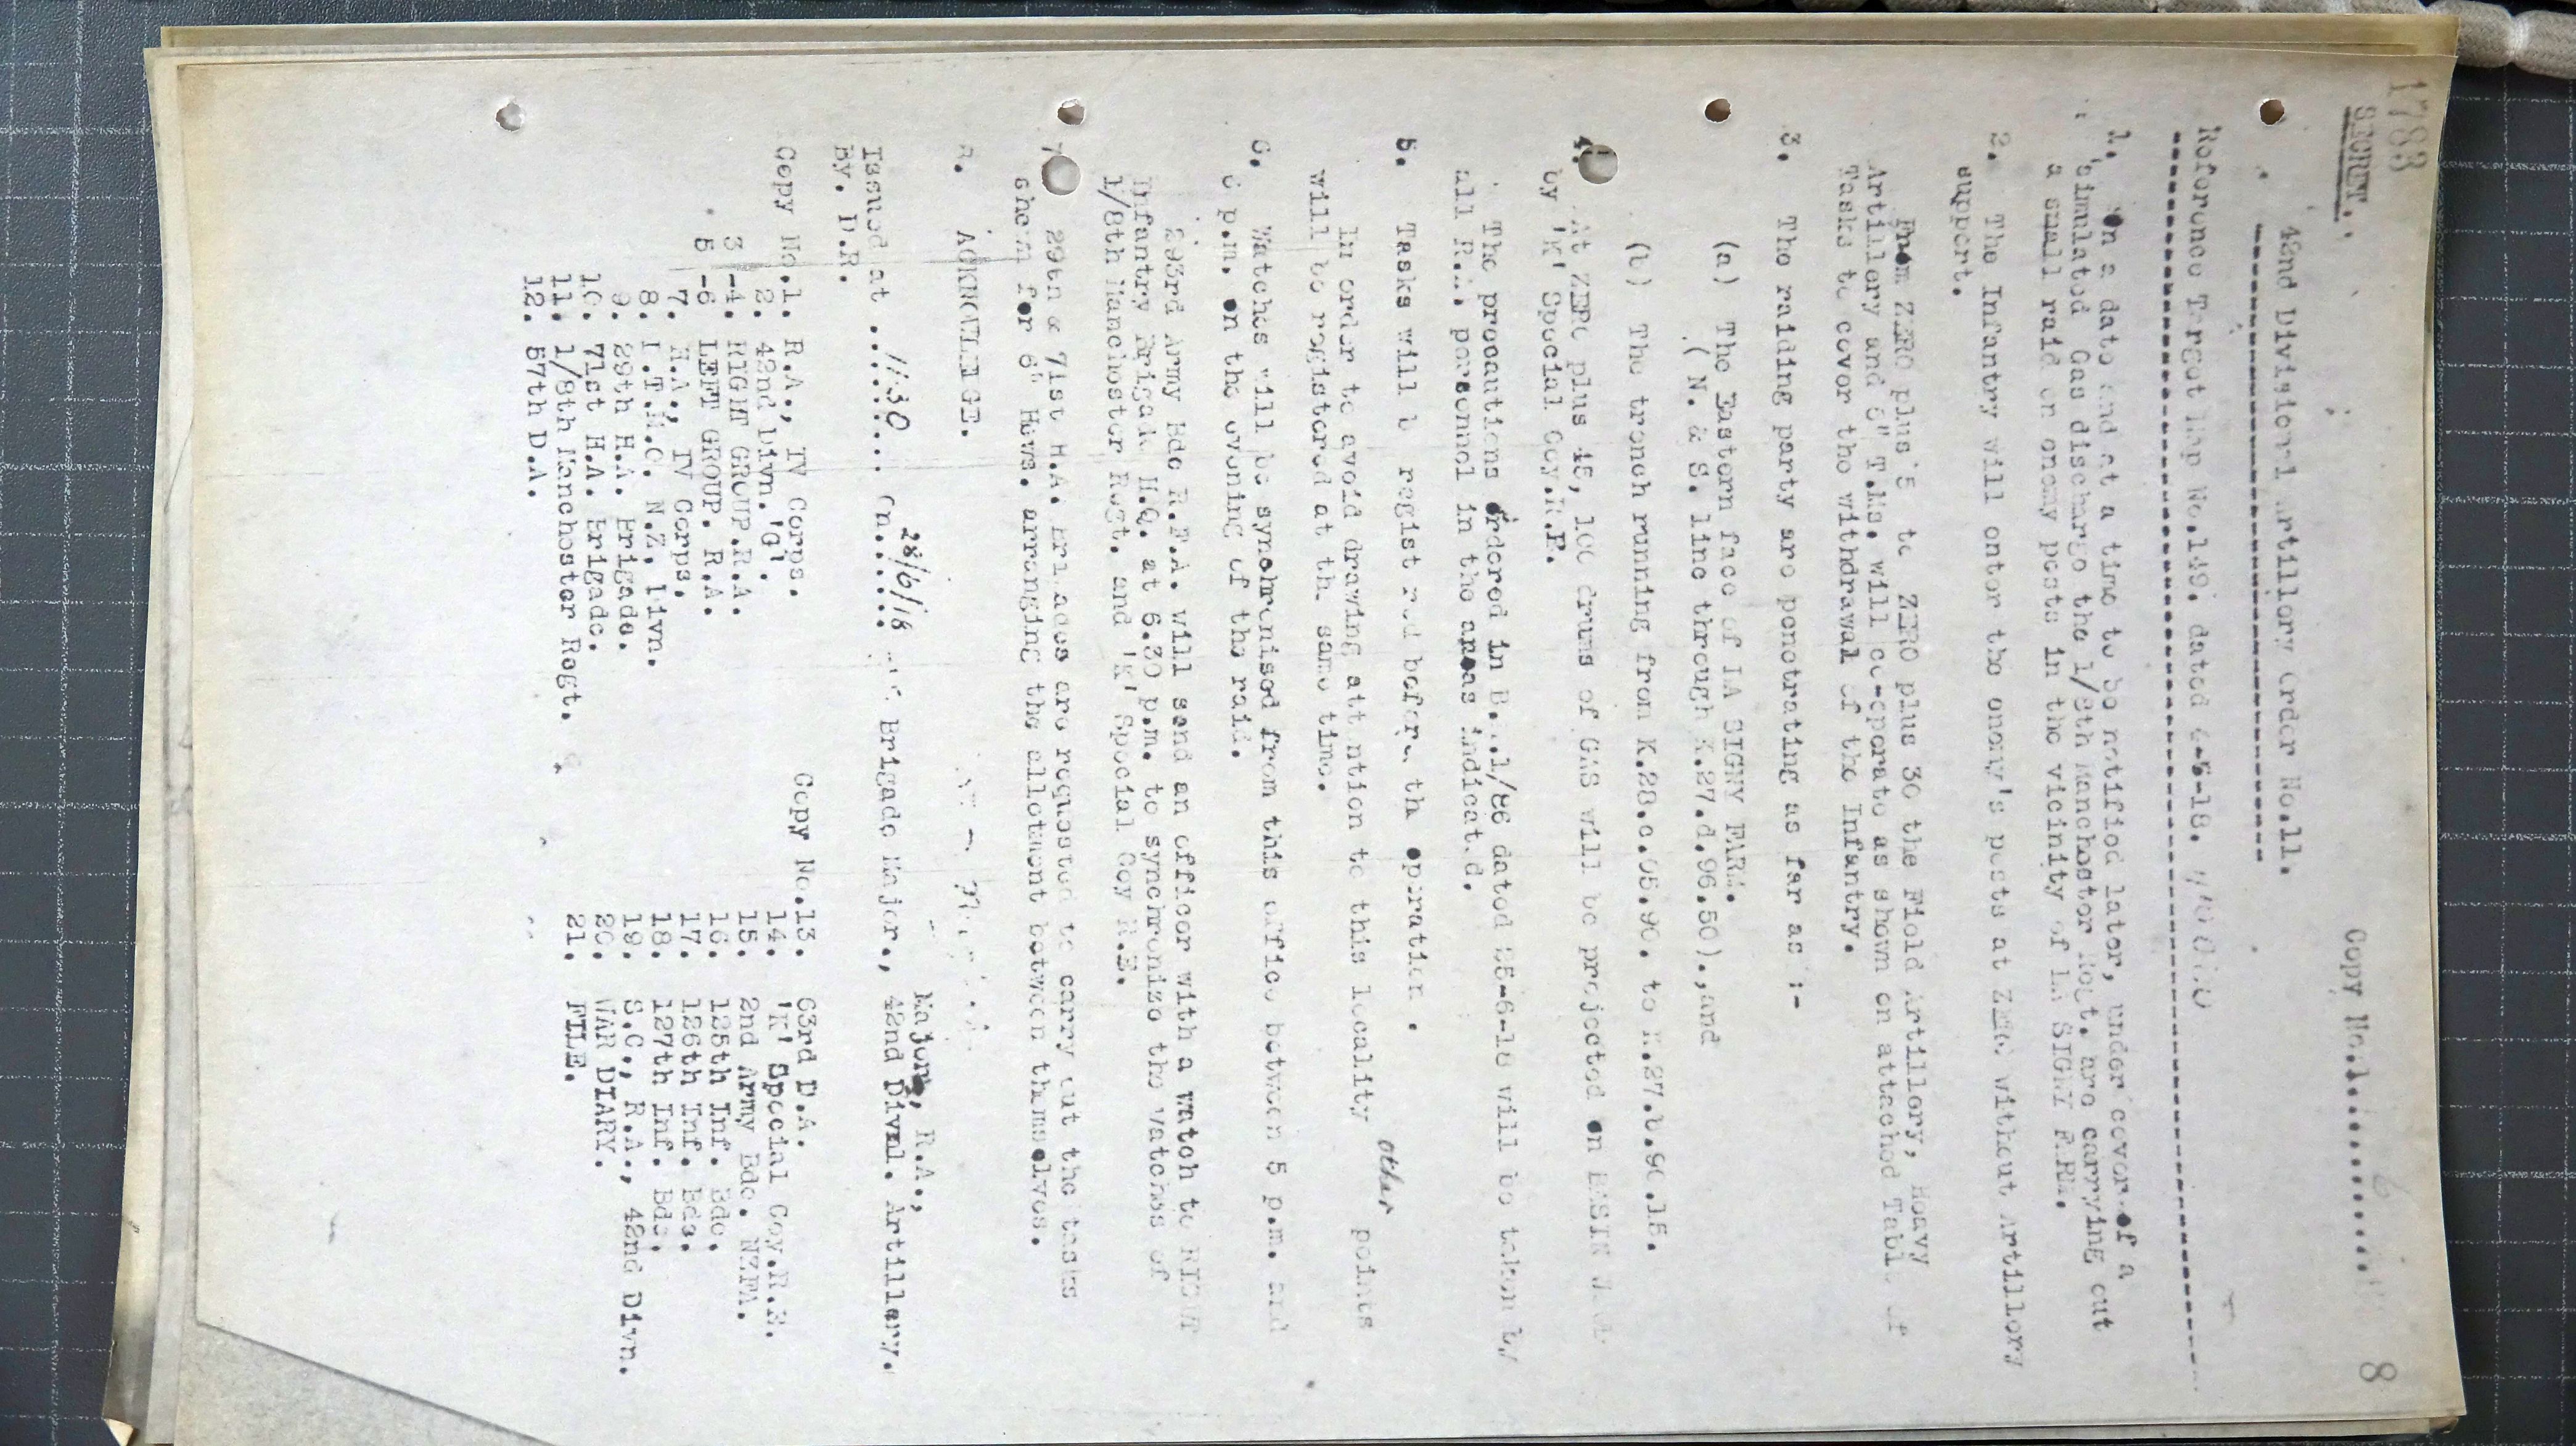 1783
8
SECRET.
Copy No.1..............
42nd Divisional Artillery Order No.11.
Reference Target Map No.149. dated -5-18.
1. On a date and at a time to be notified later, under cover of a
simulated Gas discharge the 1/8th Manchester Regt. are carrying out
a small raid on enemy posts in the vicinity of LA SIGNY FARM.
2. The Infantry will enter the enemy's posts at ZERO without Artillery
support.
From ZERO plus 5 to ZERO plus 30 the Field Artillery, Heavy
Artillery and 6" T.Ms. will co-operate as shown on attached Table of
Tasks to cover the withdrawal of the Infantry.
3. The raiding party are penetrating as far as :-
(a) The Eastern face of LA SIGNY FARM.
( N. & S. line through K.27.d.96.50).,and
(b) The trench running from K.28.c.05.90. to K.27.b.90.15.
4. At ZERO plus 45, 100 drums of GAS will be projected on
by 'K' Special Coy.R.E.
The precautions ordered in dated 25-6-18 will be taken by
all R.A. personnel in the areas indicated.
5. Tasks will be registered before the operation .
In order to avoid drawing attention to this locality other points
will be registered at the same time.
6. Watches will be synchronised from this office between 5 p.m. and
6 p.m. on the evening of the raid.
293rd Army Bde R.F.A. will send an officer with a watch to RIGHT
Infantry Brigade H.Q. at 6.30 p.m. to synchronise the watches of
1/8th Manchester Regt. and 'K' Special Coy R.E.
7. 29th & 71st H.A. Brigades are requested to carry out the tasks
shewn for 6" Hows. arranging the allotment between themselves.
8. ACKNOWLEDGE.
Major, R.A.,
Issued at ..11.30.... On.28/6/18 Brigade Major., 42nd Divnl. Artillery.
By. D.R.
Copy No.1. R.A., IV Corps. Copy No.13. 63rd D.A.
2. 42nd Divn.'G'. 14. 'K' Special Coy.R.E.
3 -4. RIGHT GROUP.R.A. 15. 2nd Army Bde. NZFA.
5 -6 LEFT GROUP. R.A. 16. 125th Inf. Bde.
7. H.A., IV Corps. 17. 126th Inf. Bde.
8. D.T.M.O. N.Z. Divn. 18. 127th Inf. Bde.
9. 29th H.A. Brigade. 19. S.C., R.A., 42nd Divn.
10. 71st H.A. Brigade. 20. WAR DIARY.
11. 1/8th Manchester Regt. 21. FILE.
12. 57th D.A.